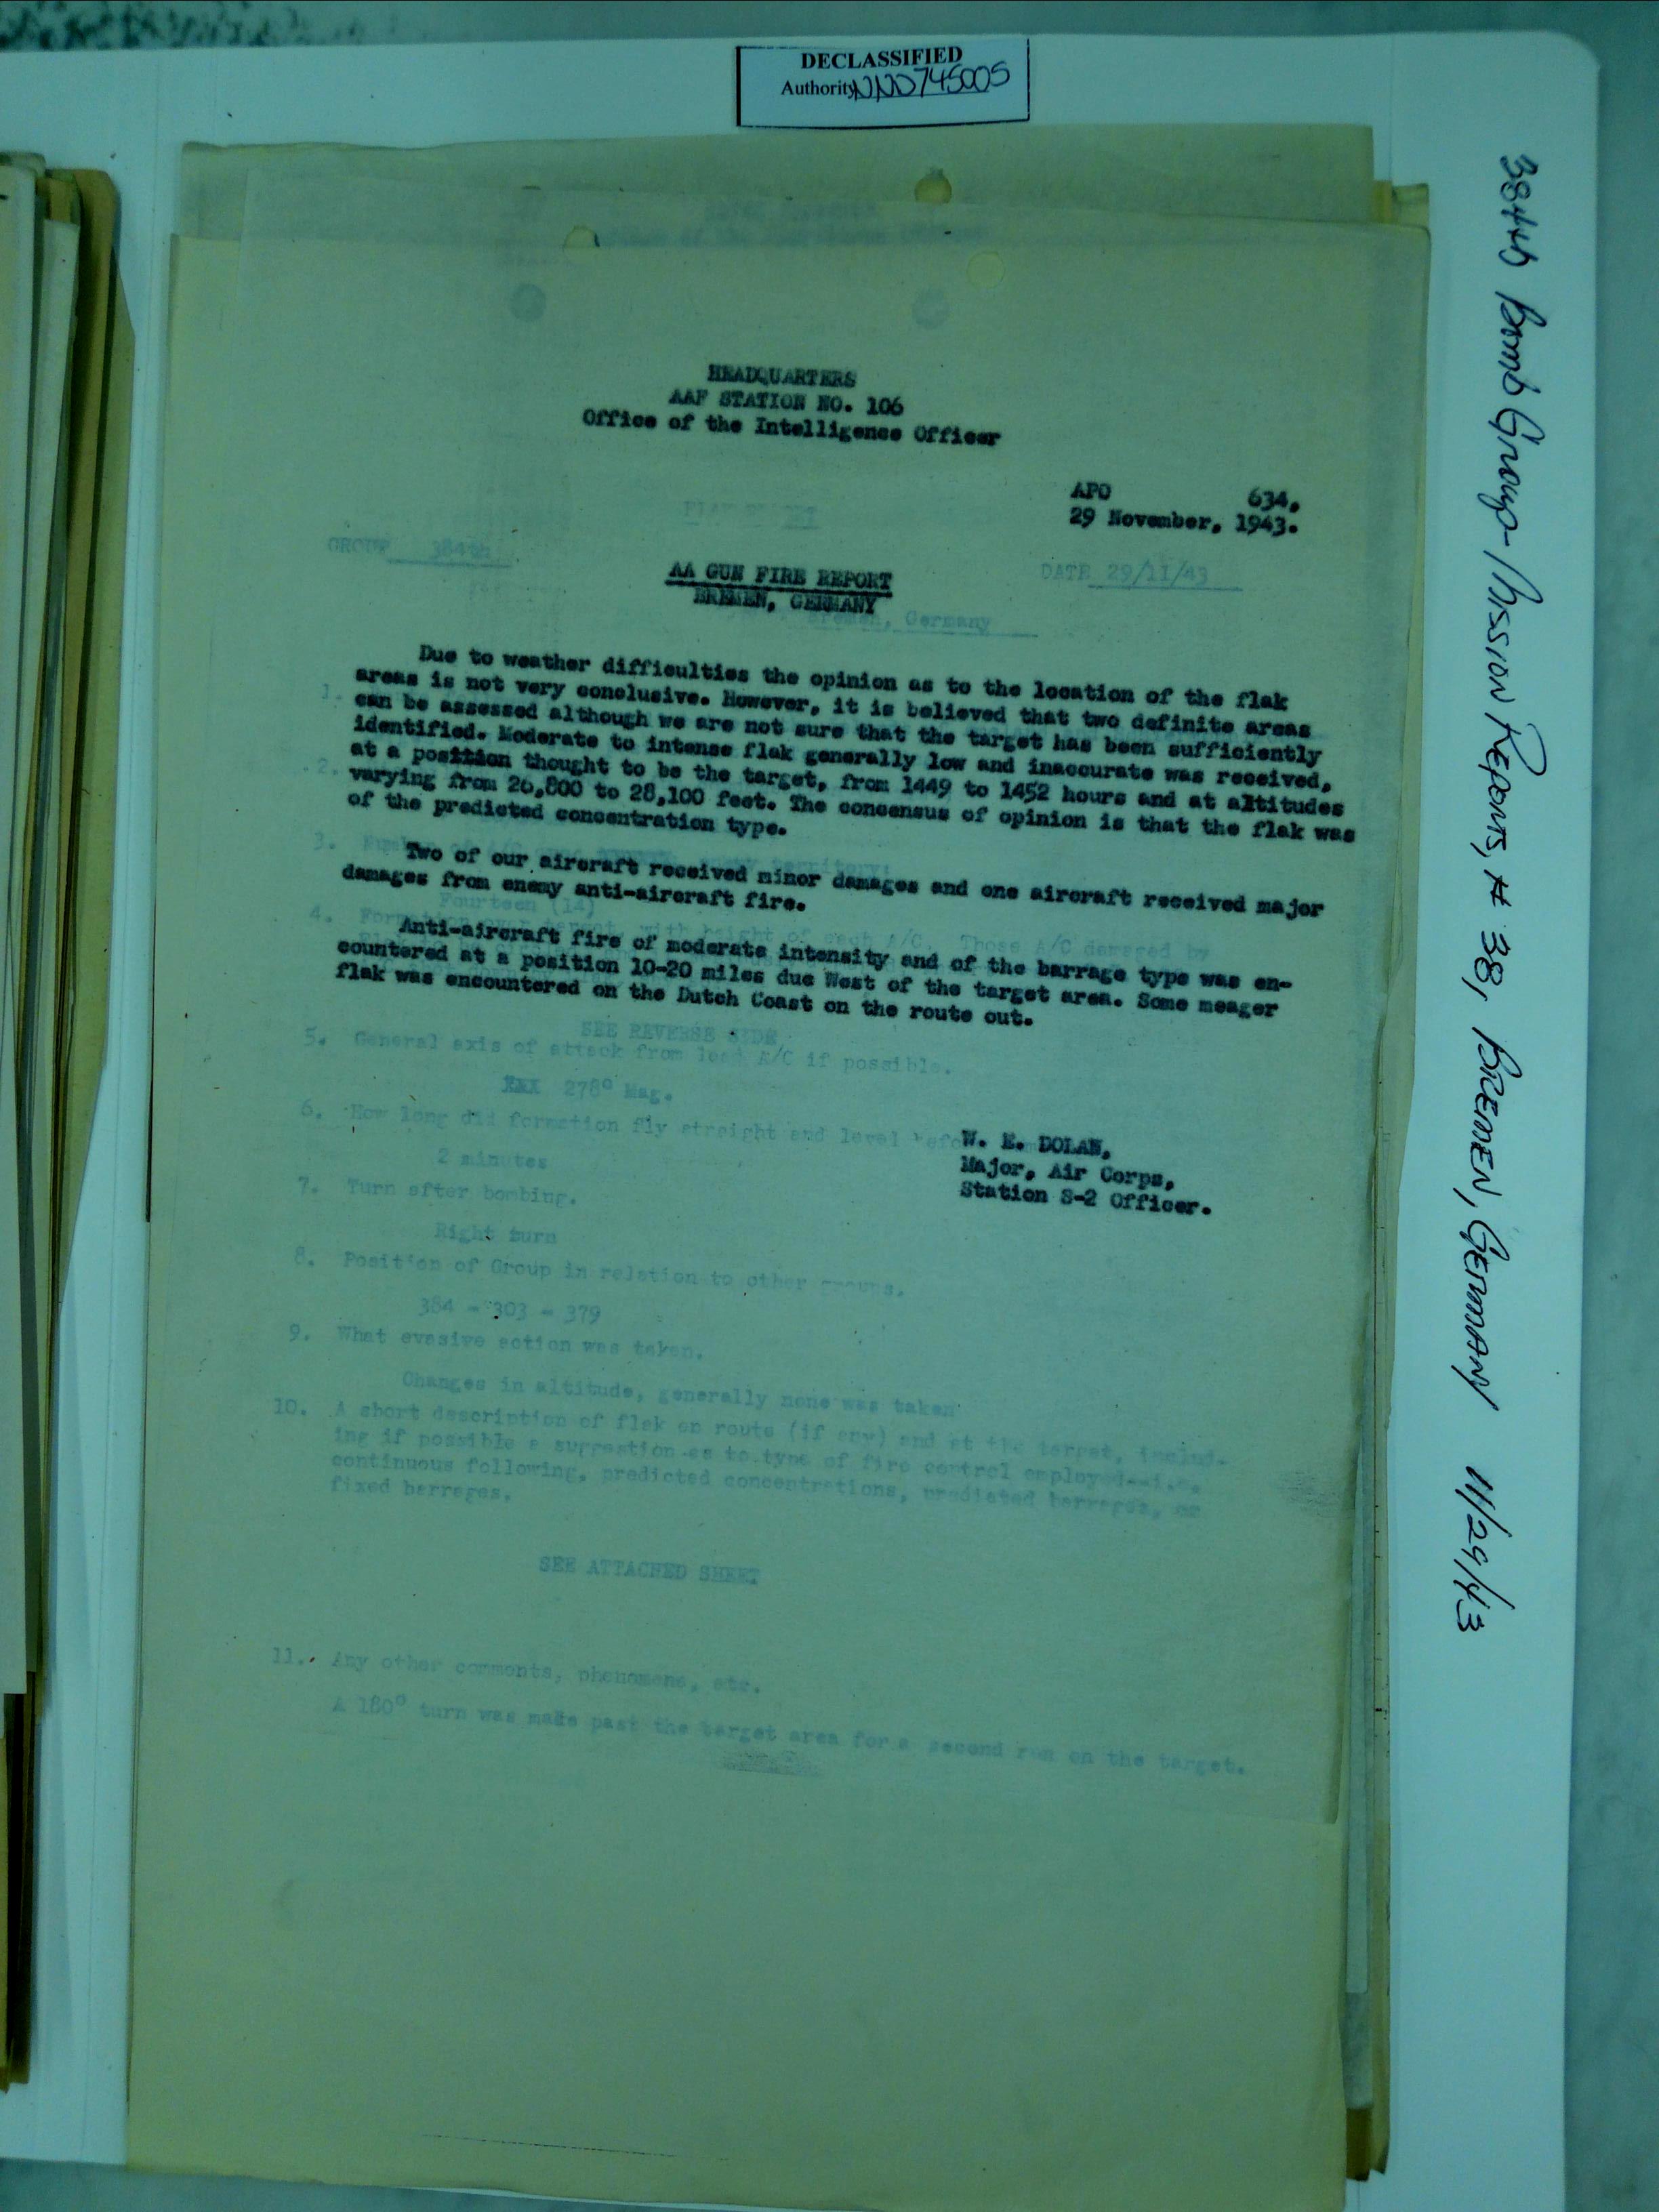 DECLASSIFIED
Authority NND745005
384th Bomb Group - Mission Reports, # 38, BREMEN, GERMANY 11/29/43
HEADQUARTERS
AAF STATION NO. 106
Office of the Intelligence Officer
APO 634,
29 November, 1943.
GROUP 384th
DATE 29/11/43
AA GUN FIRE REPORT
BREMEN, GERMANY
Bremen, Germany
Due to weather difficulties the opinion as to the location of the flak
areas is not very conclusive. However, it is believed that two definite areas
can be assessed although we are not sure that the target has been sufficiently
identified. Moderate to intense flak generally low and inaccurate was received,
at a position thought to be the target, from 1449 to 1452 hours and at altitudes
varying from 26,800 to 28,100 feet. The concensus of opinion is that the flak was
of the predicted concentration type.
Two of our aircraft received minor damages and one aircraft received major
damages from enemy anti-aircraft fire.
Anti-aircraft fire of moderate intensity and of the barrage type was en-
countered at a position 10-20 miles due West of the target area. Some meager
flak was encountered on the Dutch Coast on the route out.
W. E. DOLAN,
Major, Air Corps,
Station S-2 Officer.
1.
2.
3.
Fourteen (14)
4. Formation over target, with height of each A/C. Those A/C damaged by
SEE REVERSE SIDE
5. General axis of attack from lead A/C if possible.
278° Mag.
6. How long did formation fly straight and level before
2 minutes
7. Turn after bombing.
Right turn
8. Position of Group in relation to other groups.
384 - 303 - 379
9. What evasive action was taken.
Changes in altitude, generally none was taken
10. A short description of flak en route (if any) and at the target, includ-
ing if possible a suggestion as to type of fire control employed--i.e.
continuous following, predicted concentrations, predicted barrages, or
fixed barrages.
SEE ATTACHED SHEET
11. Any other comments, phenomena, etc.
A 180° turn was made past the target area for a second run on the target.